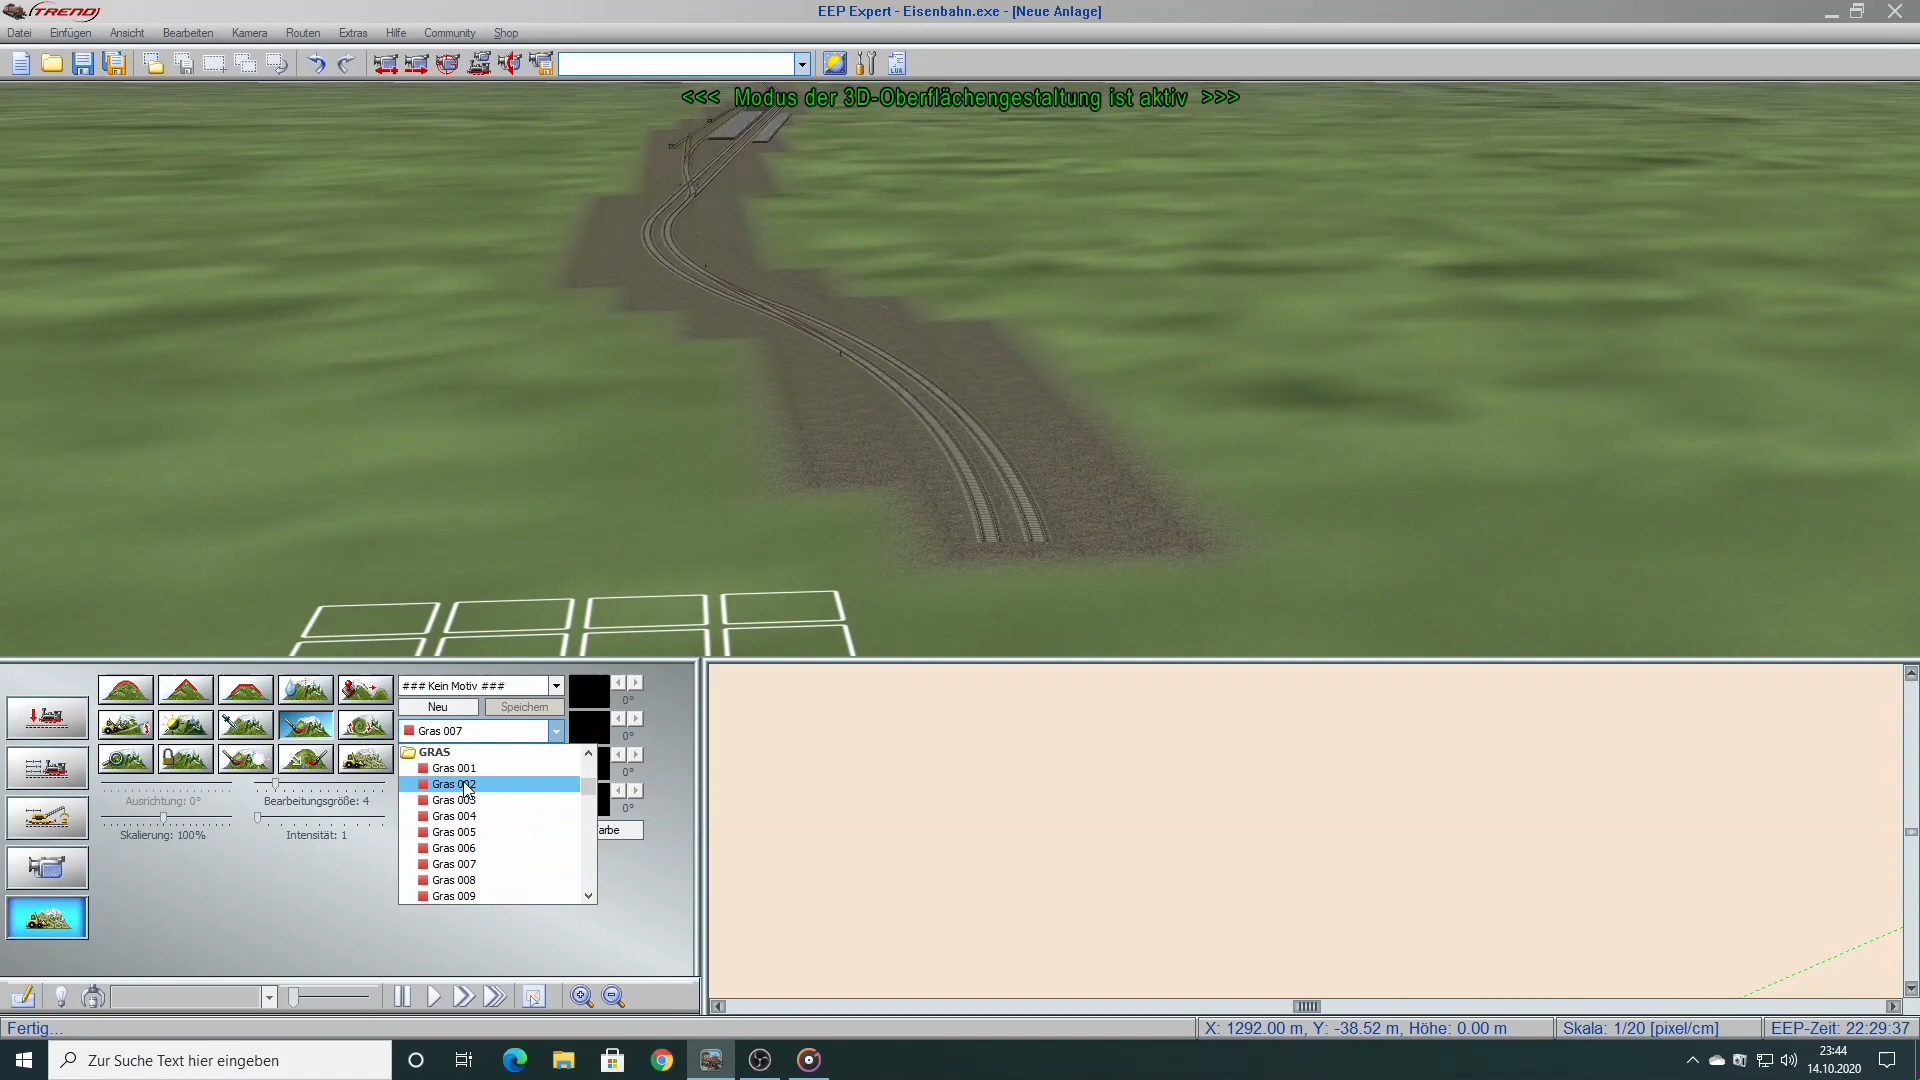 TREND
EEP Expert - Eisenbahn.exe - [Neue Anlage]
Datei Einfügen Ansicht Bearbeiten Kamera Routen Extras Hilfe Community Shop
LUA
<<< Modus der 3D-Oberflächengestaltung ist aktiv >>>
### Kein Motiv ###
Neu Speichern
0°
Gras 007
0°
GRAS
Gras 001
0°
Gras 002
Gras 003
0°
Gras 004
Gras 005
arbe
Gras 006
Gras 007
Gras 008
Gras 009
Ausrichtung: 0° Bearbeitungsgröße: 4
Skalierung: 100% Intensität: 1
Fertig...
X: 1292.00 m, Y: -38.52 m, Höhe: 0.00 m
Skala: 1/20 [pixel/cm]
EEP-Zeit: 22:29:37
Zur Suche Text hier eingeben
23:44
14.10.2020